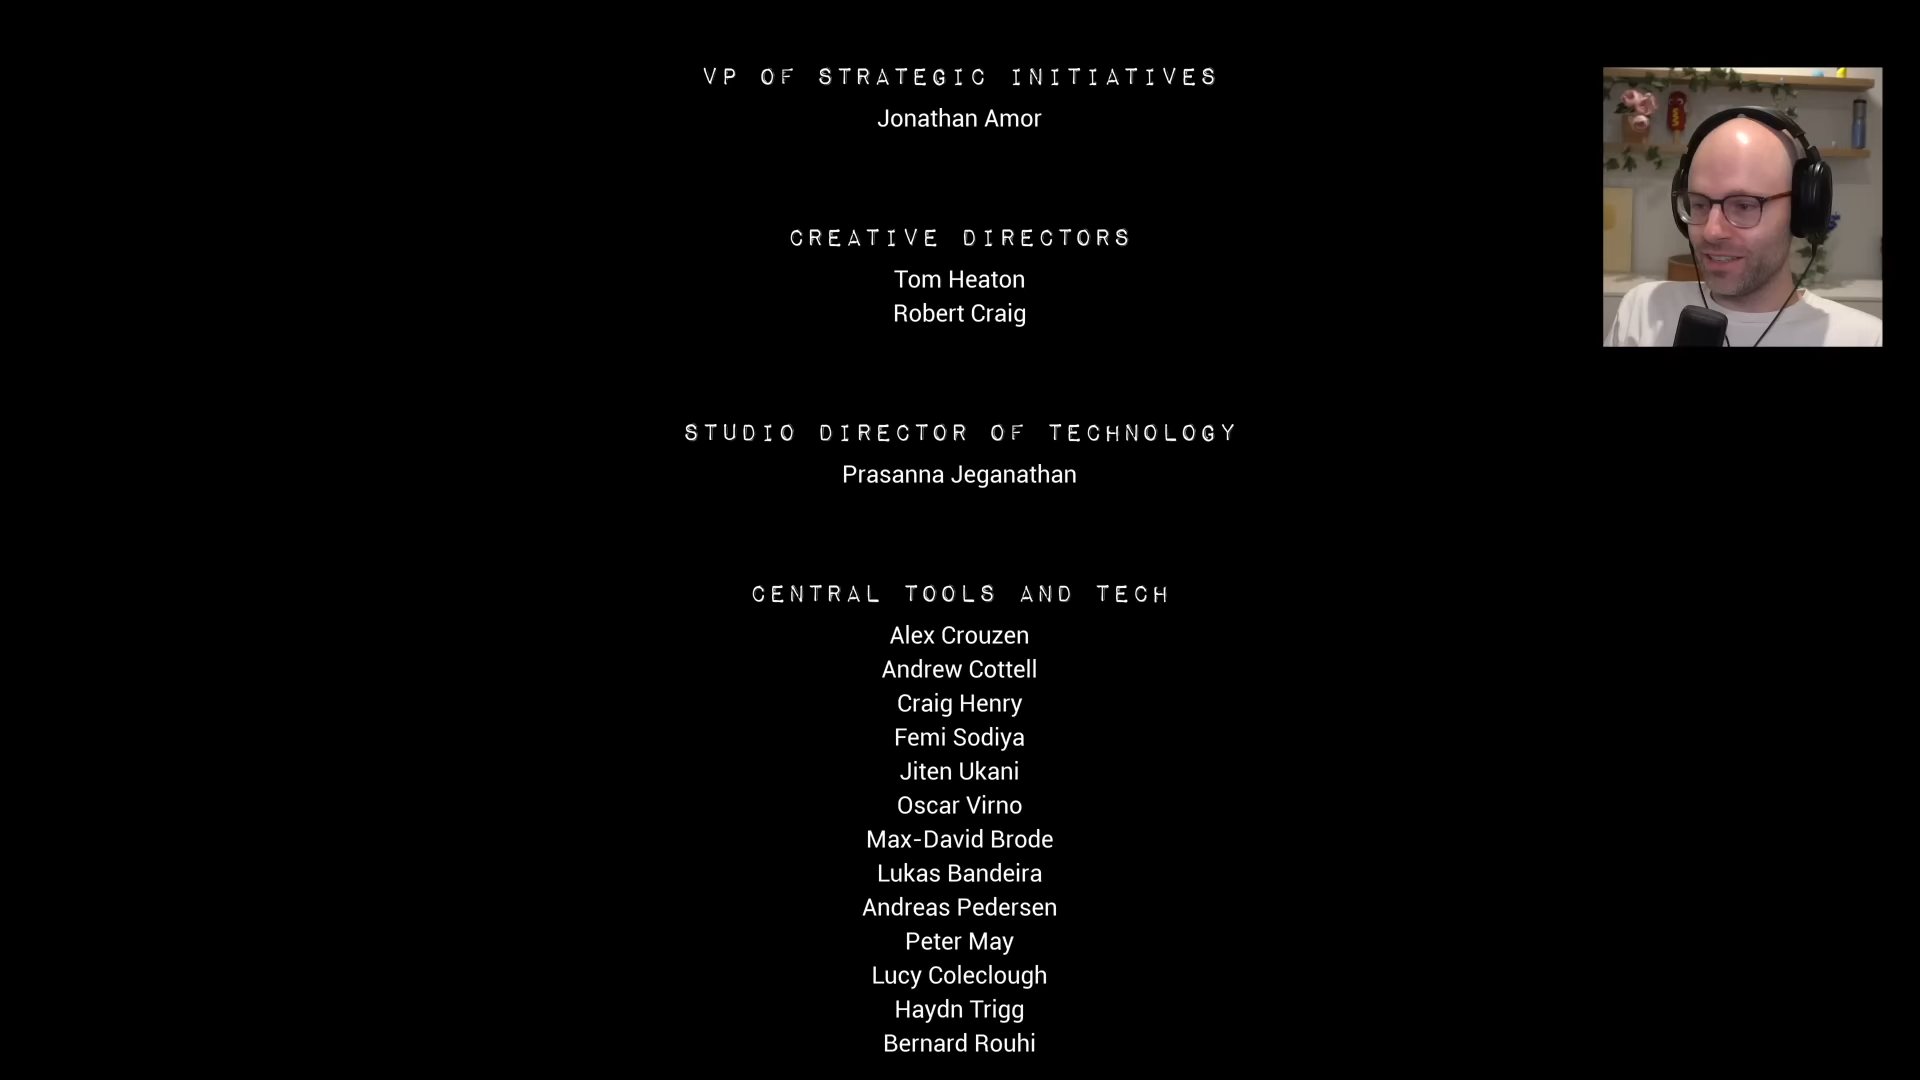 VP OF STRATEGIC INITIATIVES
Jonathan Amor
CREATIVE DIRECTORS
Tom Heaton
Robert Craig
STUDIO DIRECTOR OF TECHNOLOGY
Prasanna Jeganathan
CENTRAL TOOLS AND TECH
Alex Crouzen
Andrew Cottell
Craig Henry
Femi Sodiya
Jiten Ukani
Oscar Virno
Max-David Brode
Lukas Bandeira
Andreas Pedersen
Peter May
Lucy Coleclough
Haydn Trigg
Bernard Rouhi